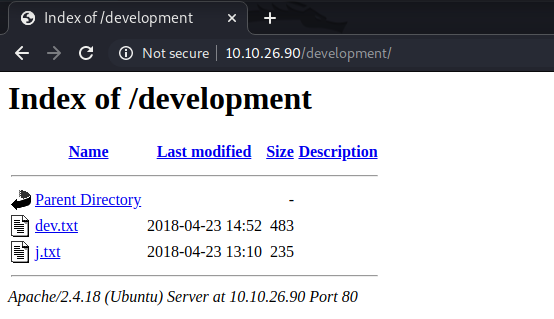 Index of /development
Not secure 10.10.26.90/development/
Index of /development
Name Last modified Size Description
Parent Directory -
dev.txt 2018-04-23 14:52 483
j.txt 2018-04-23 13:10 235
Apache/2.4.18 (Ubuntu) Server at 10.10.26.90 Port 80